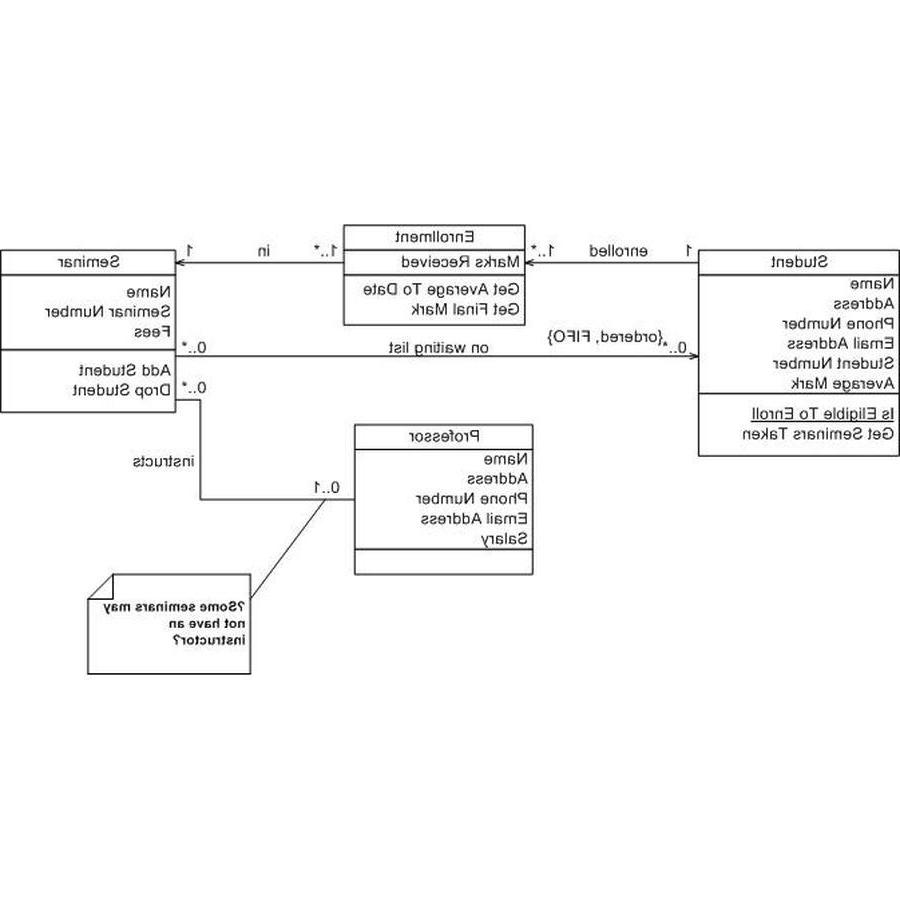 Student
Name
Address
Phone Number
Email Address
Student Number
Average Mark
Is Eligible To Enroll
Get Seminars Taken
1
enrolled
1..*
Enrollment
Marks Received
Get Average To Date
Get Final Mark
1..*
in
1
Seminar
Name
Seminar Number
Fees
Add Student
Drop Student
{ordered, FIFO}
0..*
on waiting list
0..*
0..*
instructs
0..1
Professor
Name
Address
Phone Number
Email Address
Salary
?Some seminars may
not have an
instructor?